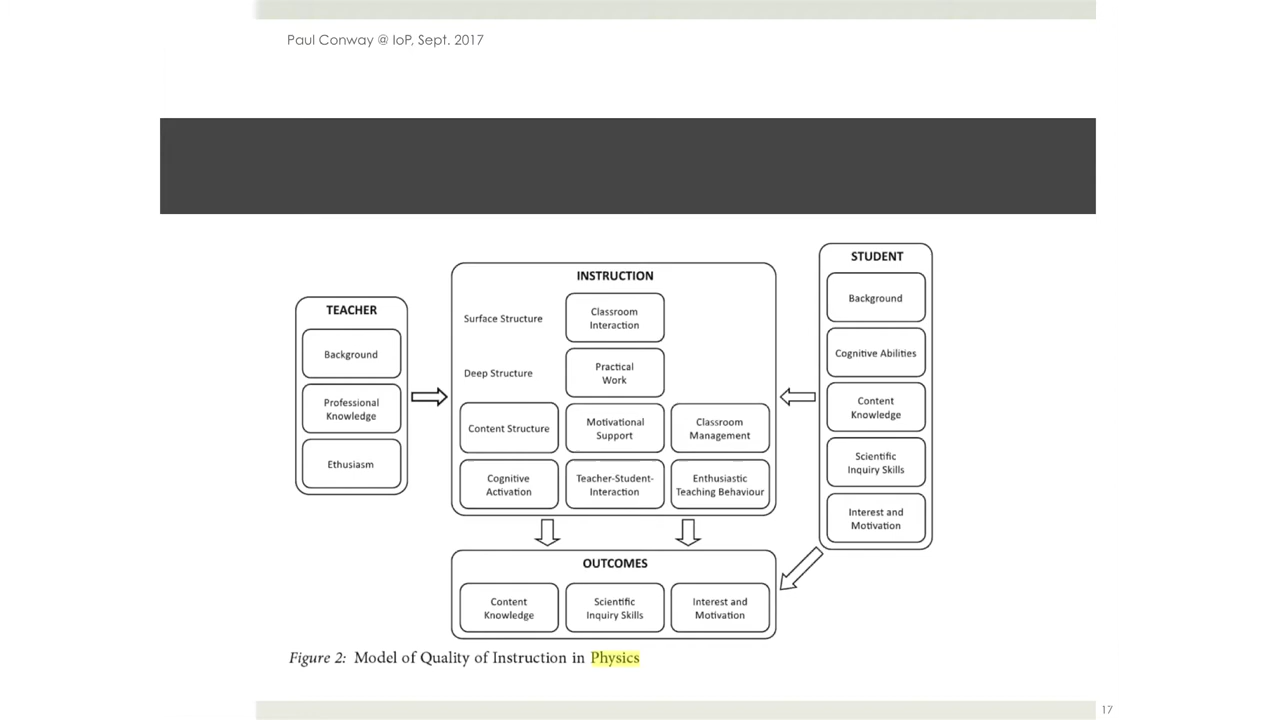 Paul Conway @ IoP, Sept. 2017
TEACHER
Background
Professional
Knowledge
Ethusiasm
INSTRUCTION
Surface Structure
Classroom
Interaction
Deep Structure
Practical
Work
Content Structure
Motivational
Support
Classroom
Management
Cognitive
Activation
Teacher-Student-
Interaction
Enthusiastic
Teaching Behaviour
STUDENT
Background
Cognitive Abilities
Content
Knowledge
Scientific
Inquiry Skills
Interest and
Motivation
OUTCOMES
Content
Knowledge
Scientific
Inquiry Skills
Interest and
Motivation
Figure 2: Model of Quality of Instruction in Physics
17